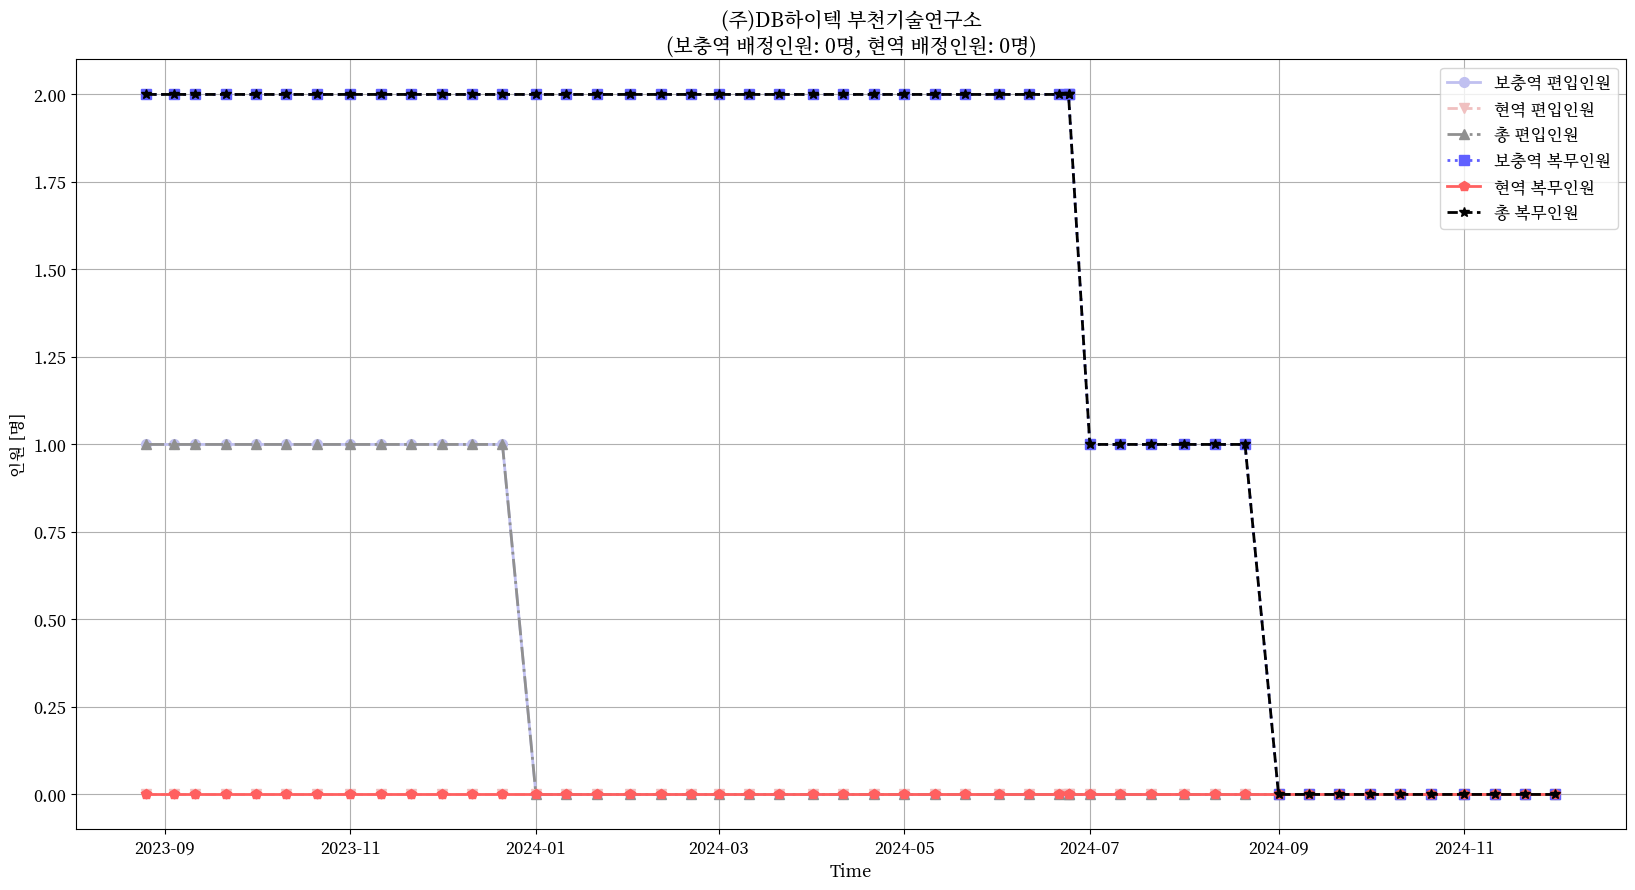 (주)DB하이텍 부천기술연구소
(보충역 배정인원: 0명, 현역 배정인원: 0명)
보충역 편입인원
현역 편입인원
총 편입인원
보충역 복무인원
현역 복무인원
총 복무인원
인원 [명]
2.00
1.75
1.50
1.25
1.00
0.75
0.50
0.25
0.00
2023-09
2023-11
2024-01
2024-03
2024-05
2024-07
2024-09
2024-11
Time